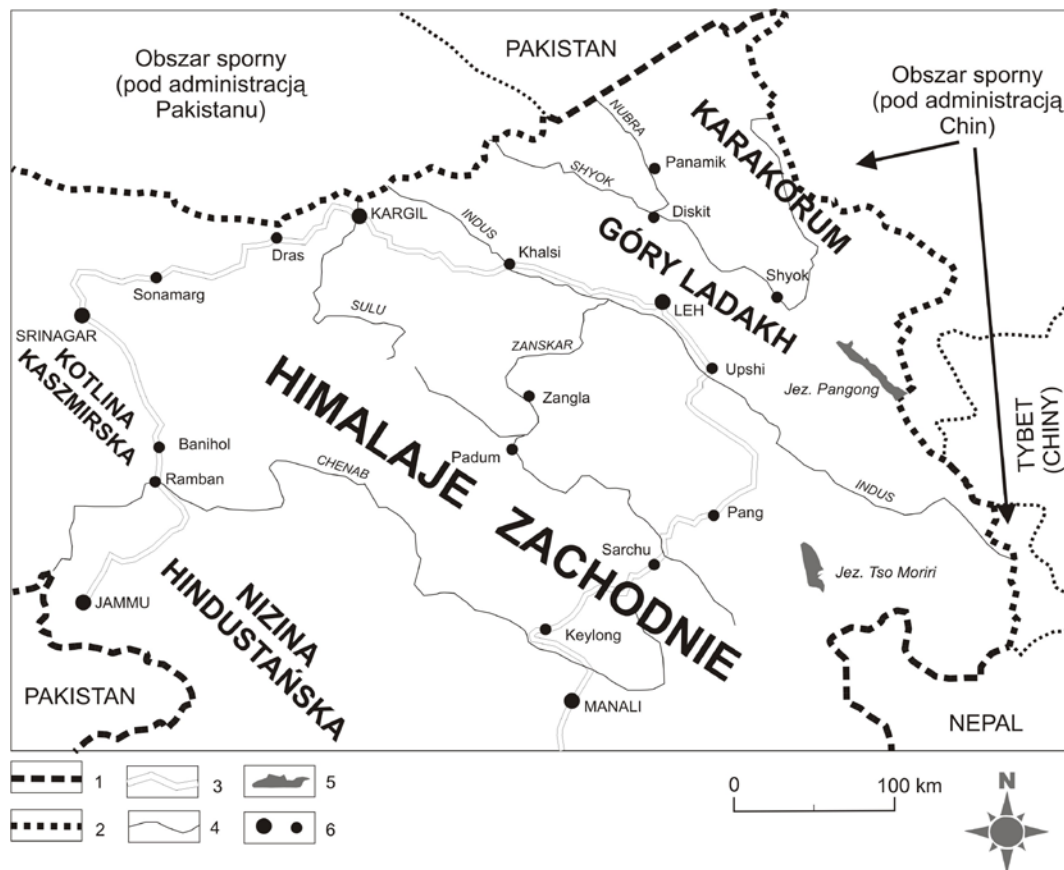 PAKISTAN
Obszar sporny
(pod administracją
Pakistanu)
Obszar sporny
(pod administracją
Chin)
NUBRA
KARAKORUM
Panamik
SHYOK
Diskit
KARGIL
INDUS
GÓRY LADAKH
Dras
Khalsi
Shyok
Sonamarg
LEH
SULU
SRINAGAR
ZANSKAR
KOTLINA
KASZMIRSKA
Upshi
Jez. Pangong
HIMALAJE ZACHODNIE
Zangla
TYBET
(CHINY)
Banihol
Padum
CHENAB
Ramban
INDUS
Pang
Sarchu
Jez. Tso Moriri
JAMMU
NIZINA
HINDUSTAŃSKA
Keylong
PAKISTAN
MANALI
NEPAL
1
3
5
0 100 km
N
2
4
6